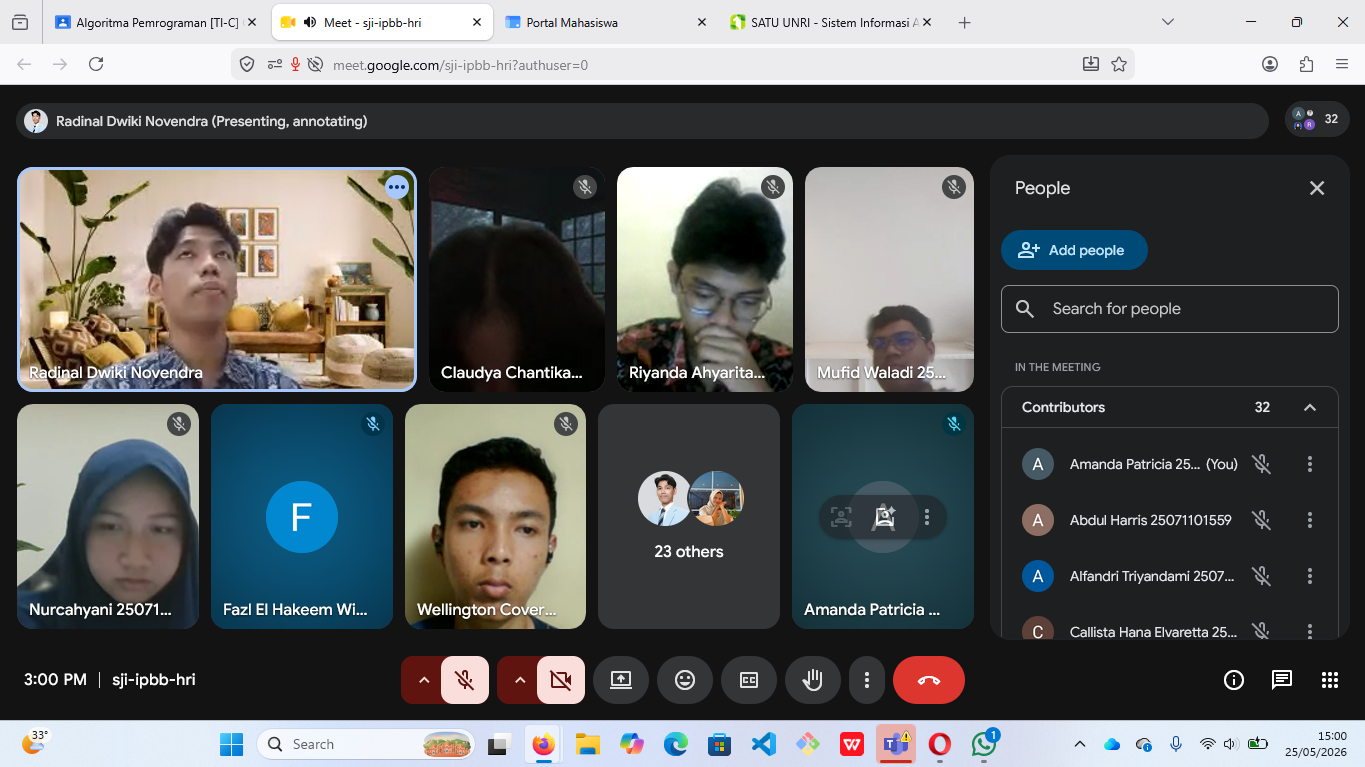 Algoritma Pemrograman [TI-C]
Meet - sji-ipbb-hri
Portal Mahasiswa
SATU UNRI - Sistem Informasi A
meet.google.com/sji-ipbb-hri?authuser=0
Radinal Dwiki Novendra (Presenting, annotating)
32
Radinal Dwiki Novendra
Claudya Chantika...
Riyanda Ahyarita...
Mufid Waladi 25...
Nurcahyani 25071...
F
Fazl El Hakeem Wi...
Wellington Cover...
23 others
Amanda Patricia ...
People
Add people
Search for people
IN THE MEETING
Contributors 32
A Amanda Patricia 25... (You)
A Abdul Harris 25071101559
A Alfandri Triyandami 2507...
C Callista Hana Elvaretta 25...
3:00 PM | sji-ipbb-hri
33°
Search
1
15:00
25/05/2026